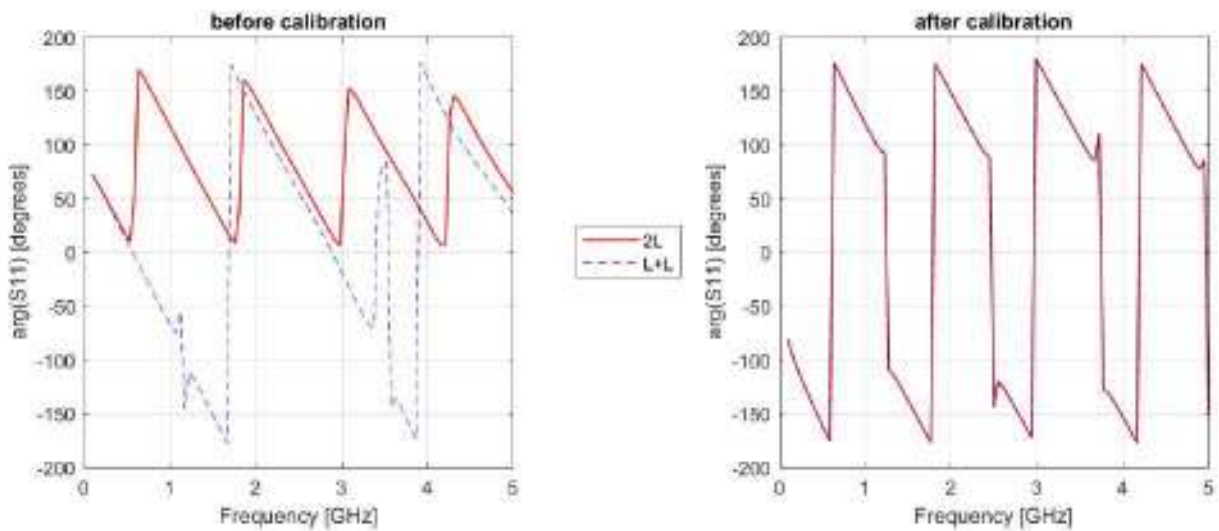 before calibration
200
150
100
50
0
-50
-100
-150
-200
arg(S11) [degrees]
0 1 2 3 4 5
Frequency [GHz]
2L
L+L
after calibration
200
150
100
50
0
-50
-100
-150
-200
arg(S11) [degrees]
0 1 2 3 4 5
Frequency [GHz]